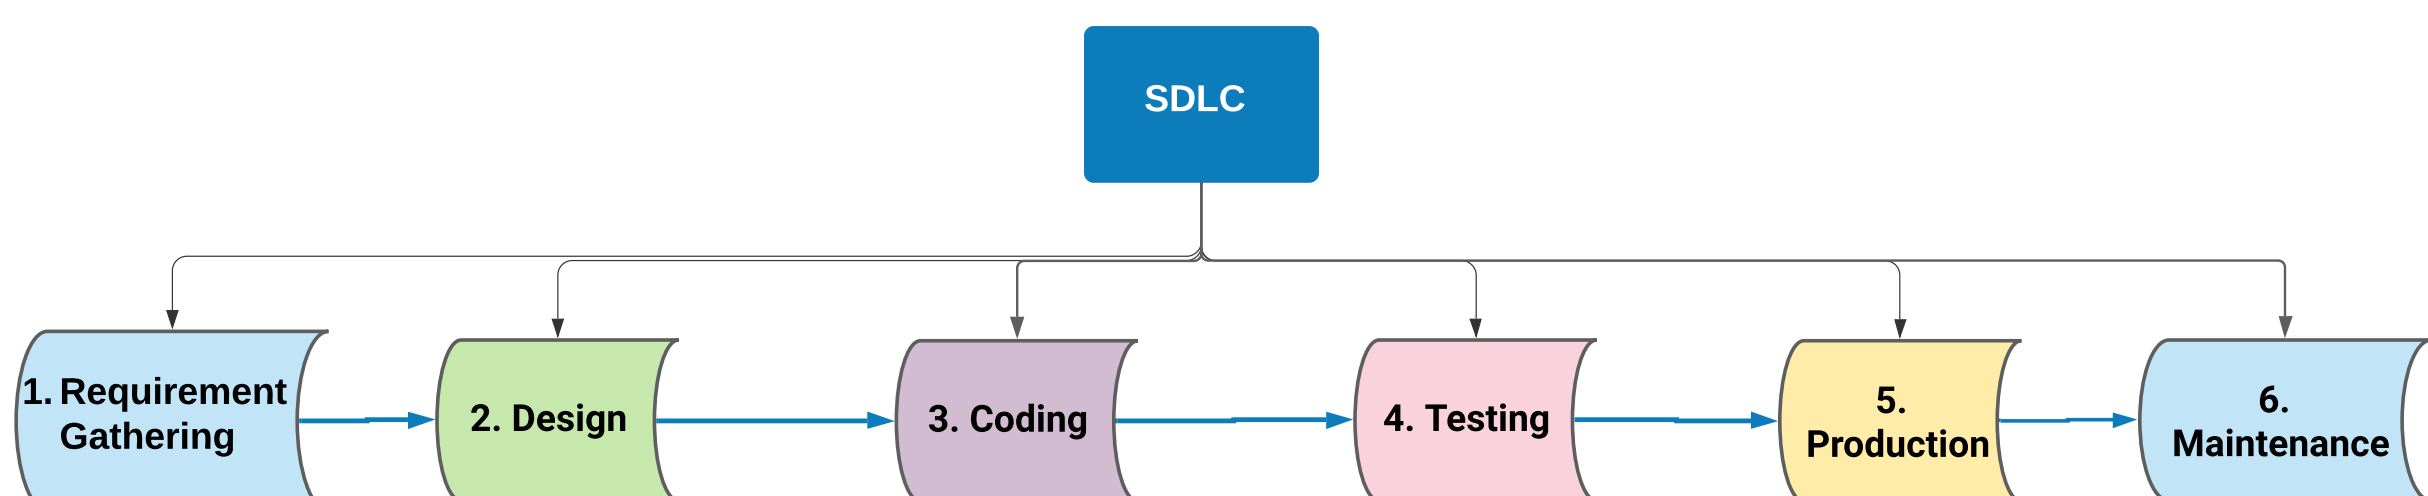 SDLC
1. Requirement
Gathering
2. Design
3. Coding
4. Testing
5.
Production
6.
Maintenance